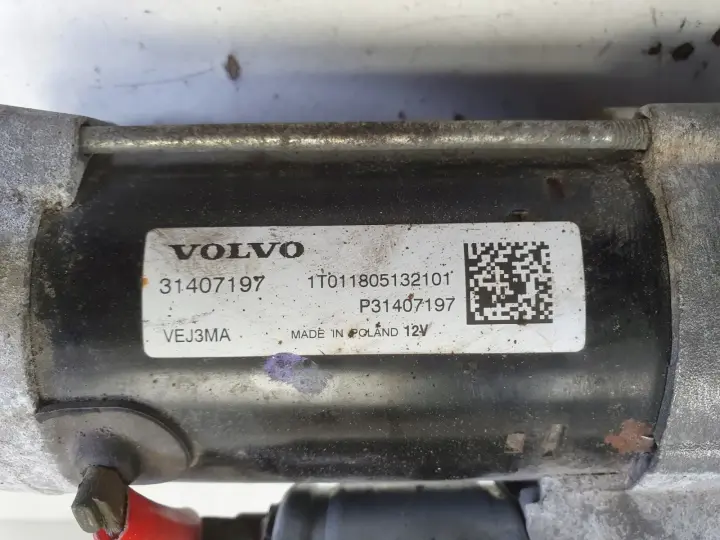 VOLVO
31407197 1T011805132101
P31407197
VEJ3MA MADE IN POLAND 12V